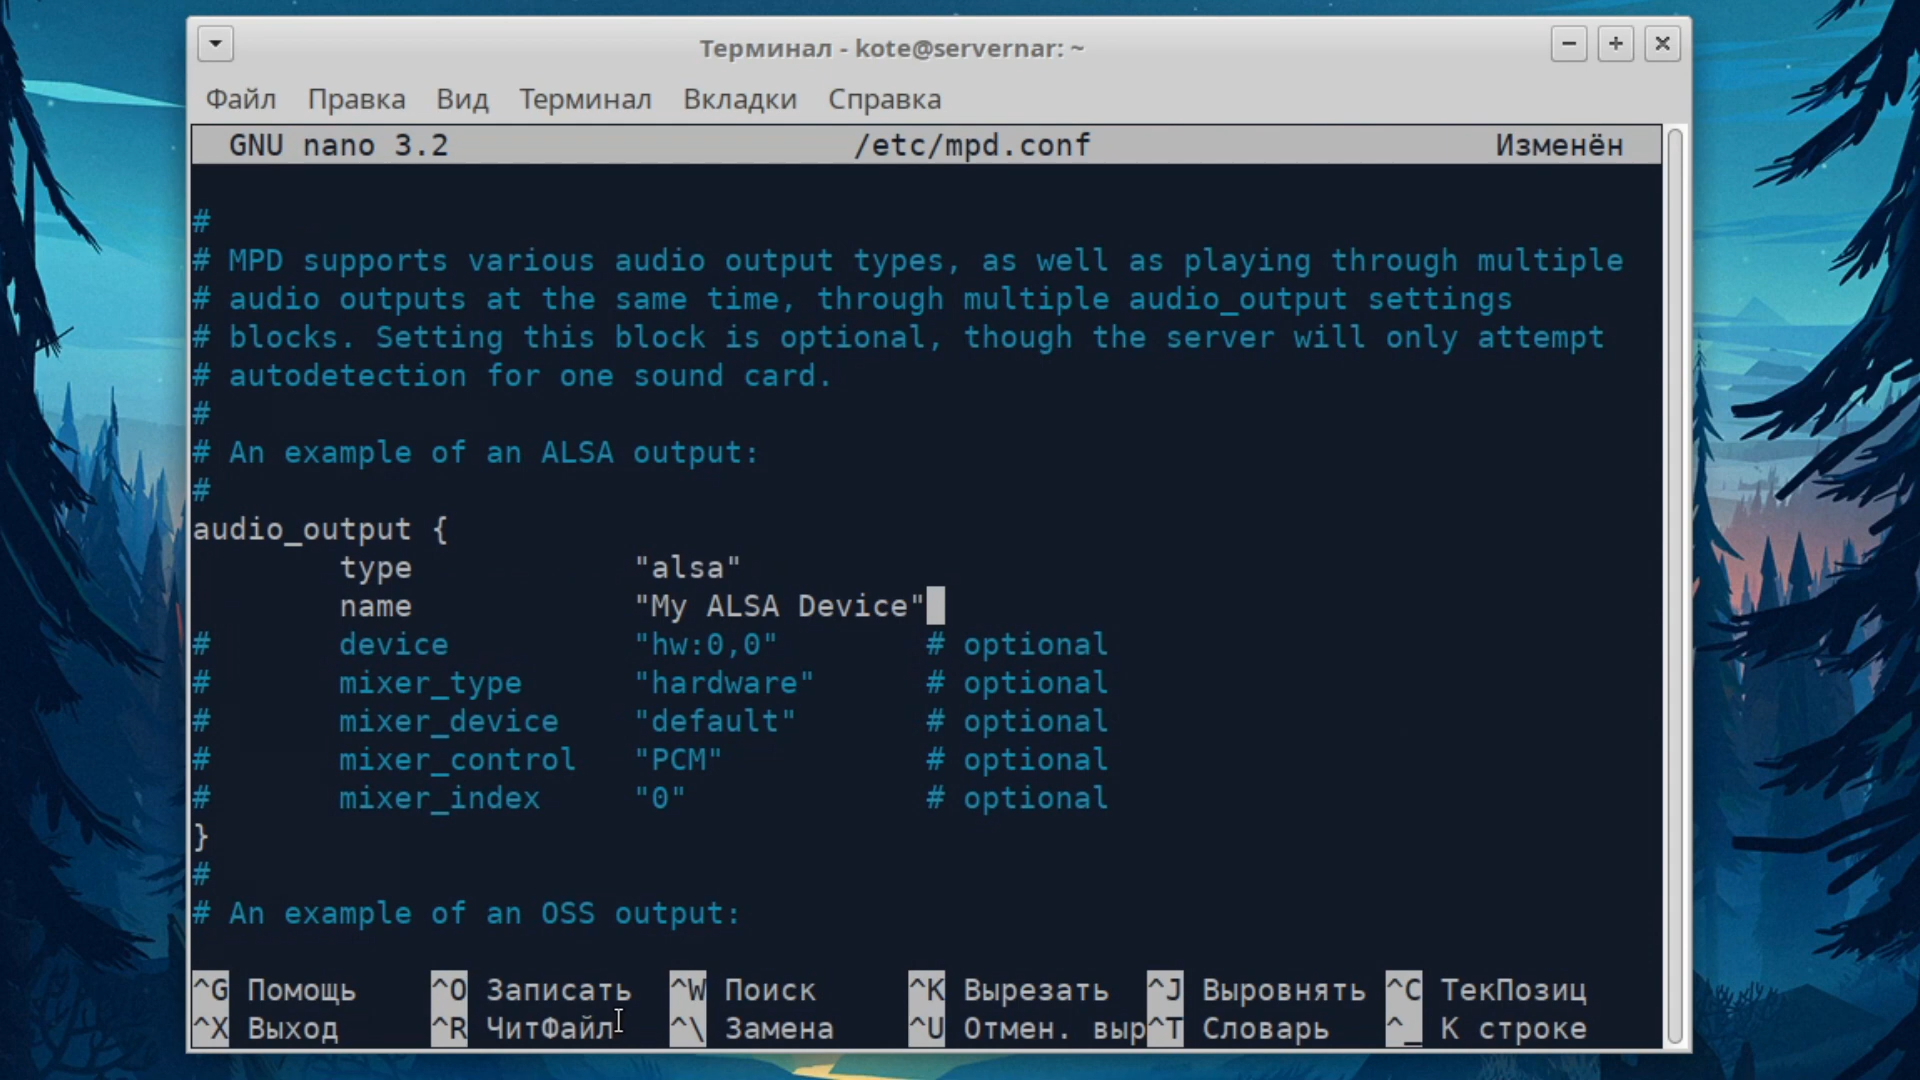 Терминал - kote@servernar: ~
Файл Правка Вид Терминал Вкладки Справка
GNU nano 3.2 /etc/mpd.conf Изменён
#
# MPD supports various audio output types, as well as playing through multiple
# audio outputs at the same time, through multiple audio_output settings
# blocks. Setting this block is optional, though the server will only attempt
# autodetection for one sound card.
#
# An example of an ALSA output:
#
audio_output {
type "alsa"
name "My ALSA Device"
# device "hw:0,0" # optional
# mixer_type "hardware" # optional
# mixer_device "default" # optional
# mixer_control "PCM" # optional
# mixer_index "0" # optional
}
#
# An example of an OSS output:
^G Помощь ^O Записать ^W Поиск ^K Вырезать ^J Выровнять ^C ТекПозиц
^X Выход ^R ЧитФайл ^\ Замена ^U Отмен. выр ^T Словарь ^_ К строке